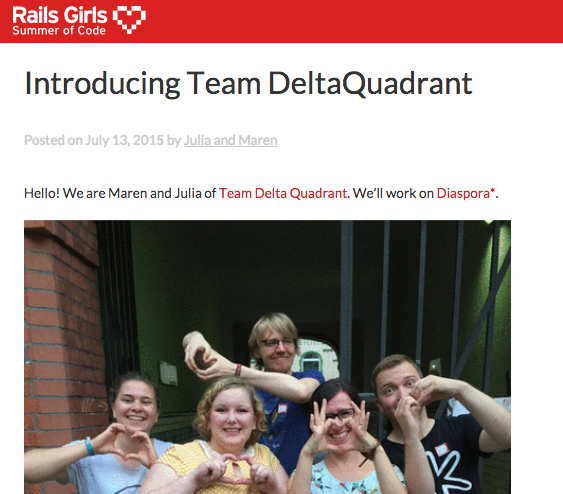 Rails Girls
Summer of Code
Introducing Team DeltaQuadrant
Posted on July 13, 2015 by Julia and Maren
Hello! We are Maren and Julia of Team Delta Quadrant. We'll work on Diaspora*.